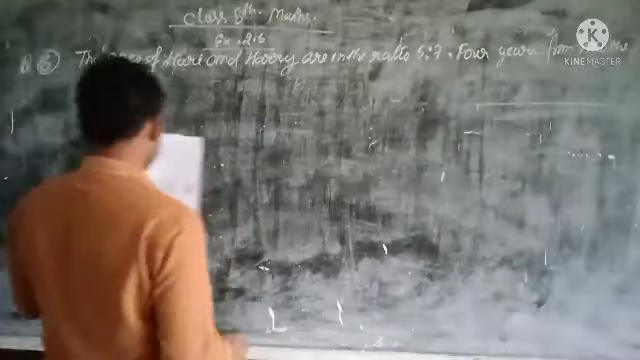 Class 8th. Maths.
Ex. 2.6
Q The ages of Hari and Harry are in the ratio 5:7. Four years from
K
KINEMASTER